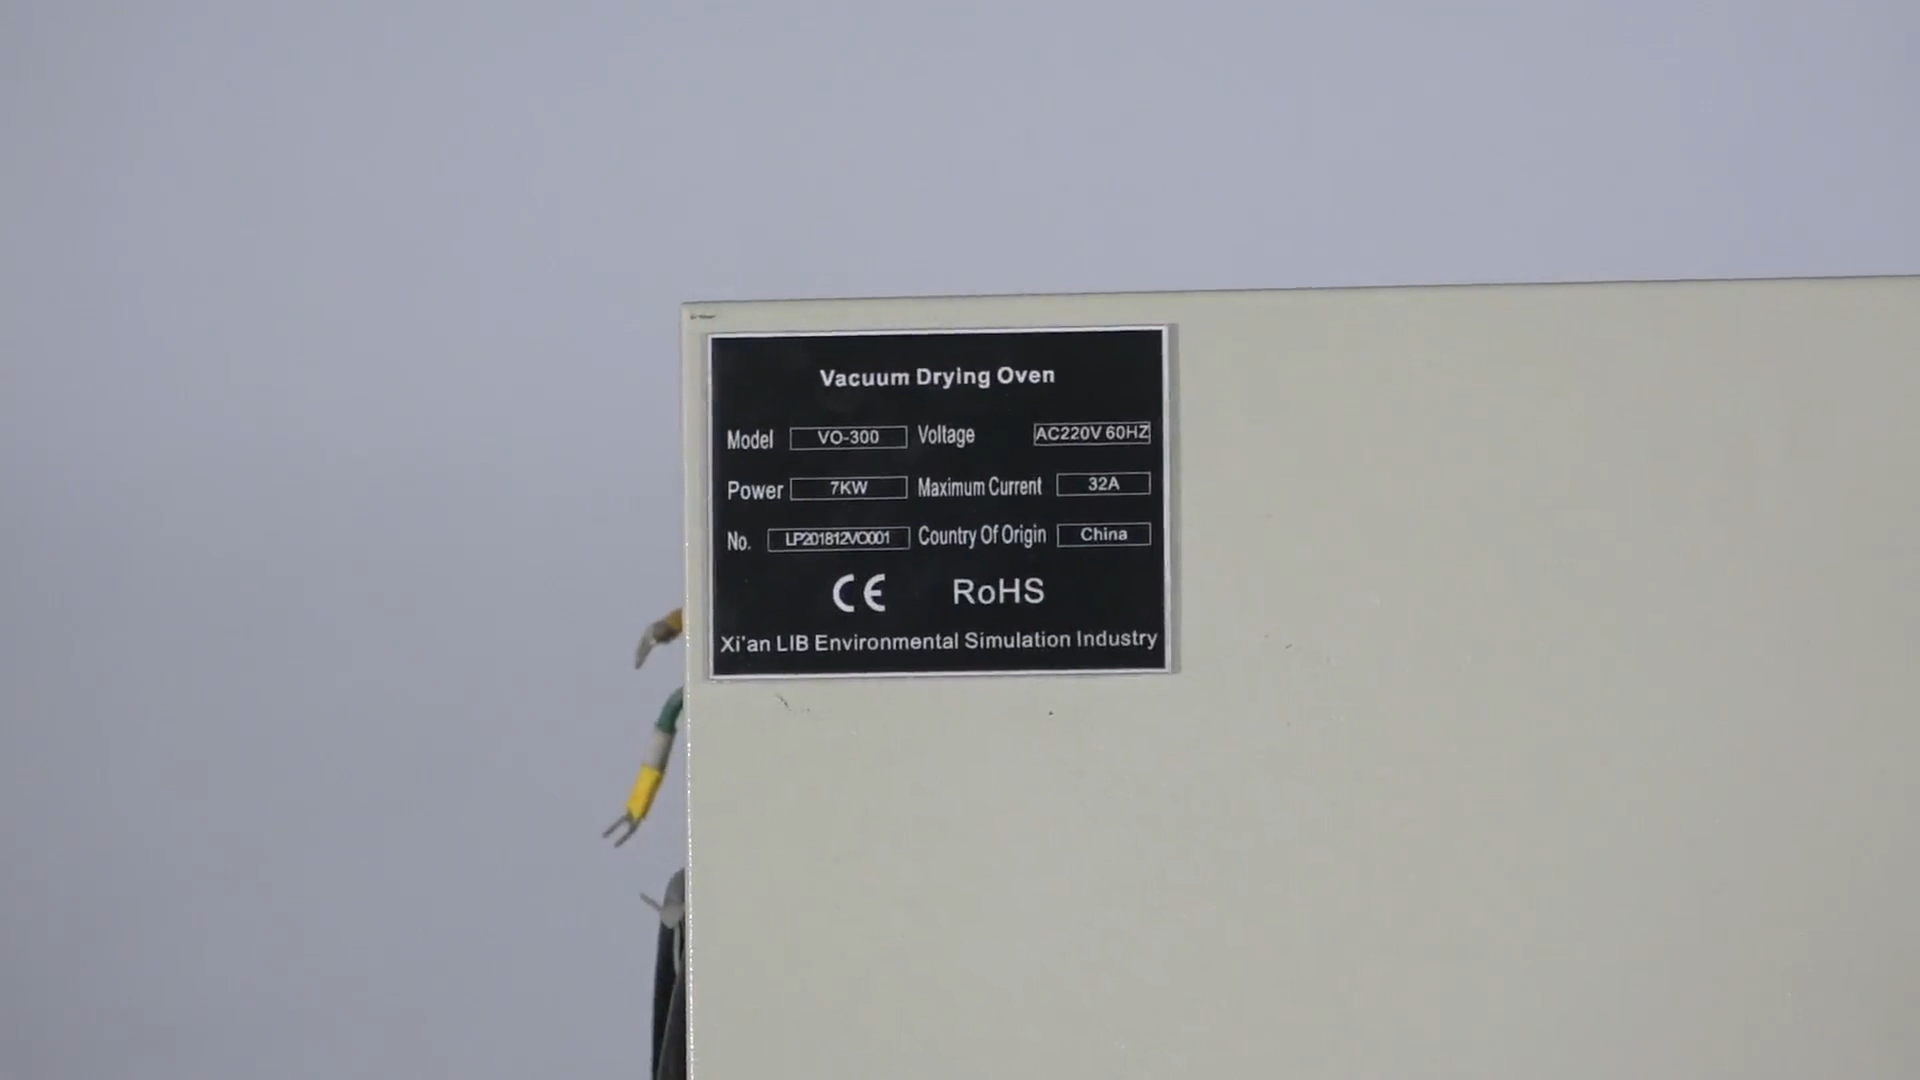 Vacuum Drying Oven
Model VO-300 Voltage AC220V 60HZ
Power 7KW Maximum Current 32A
No. LP201812VO001 Country Of Origin China
CE RoHS
Xi'an LIB Environmental Simulation Industry